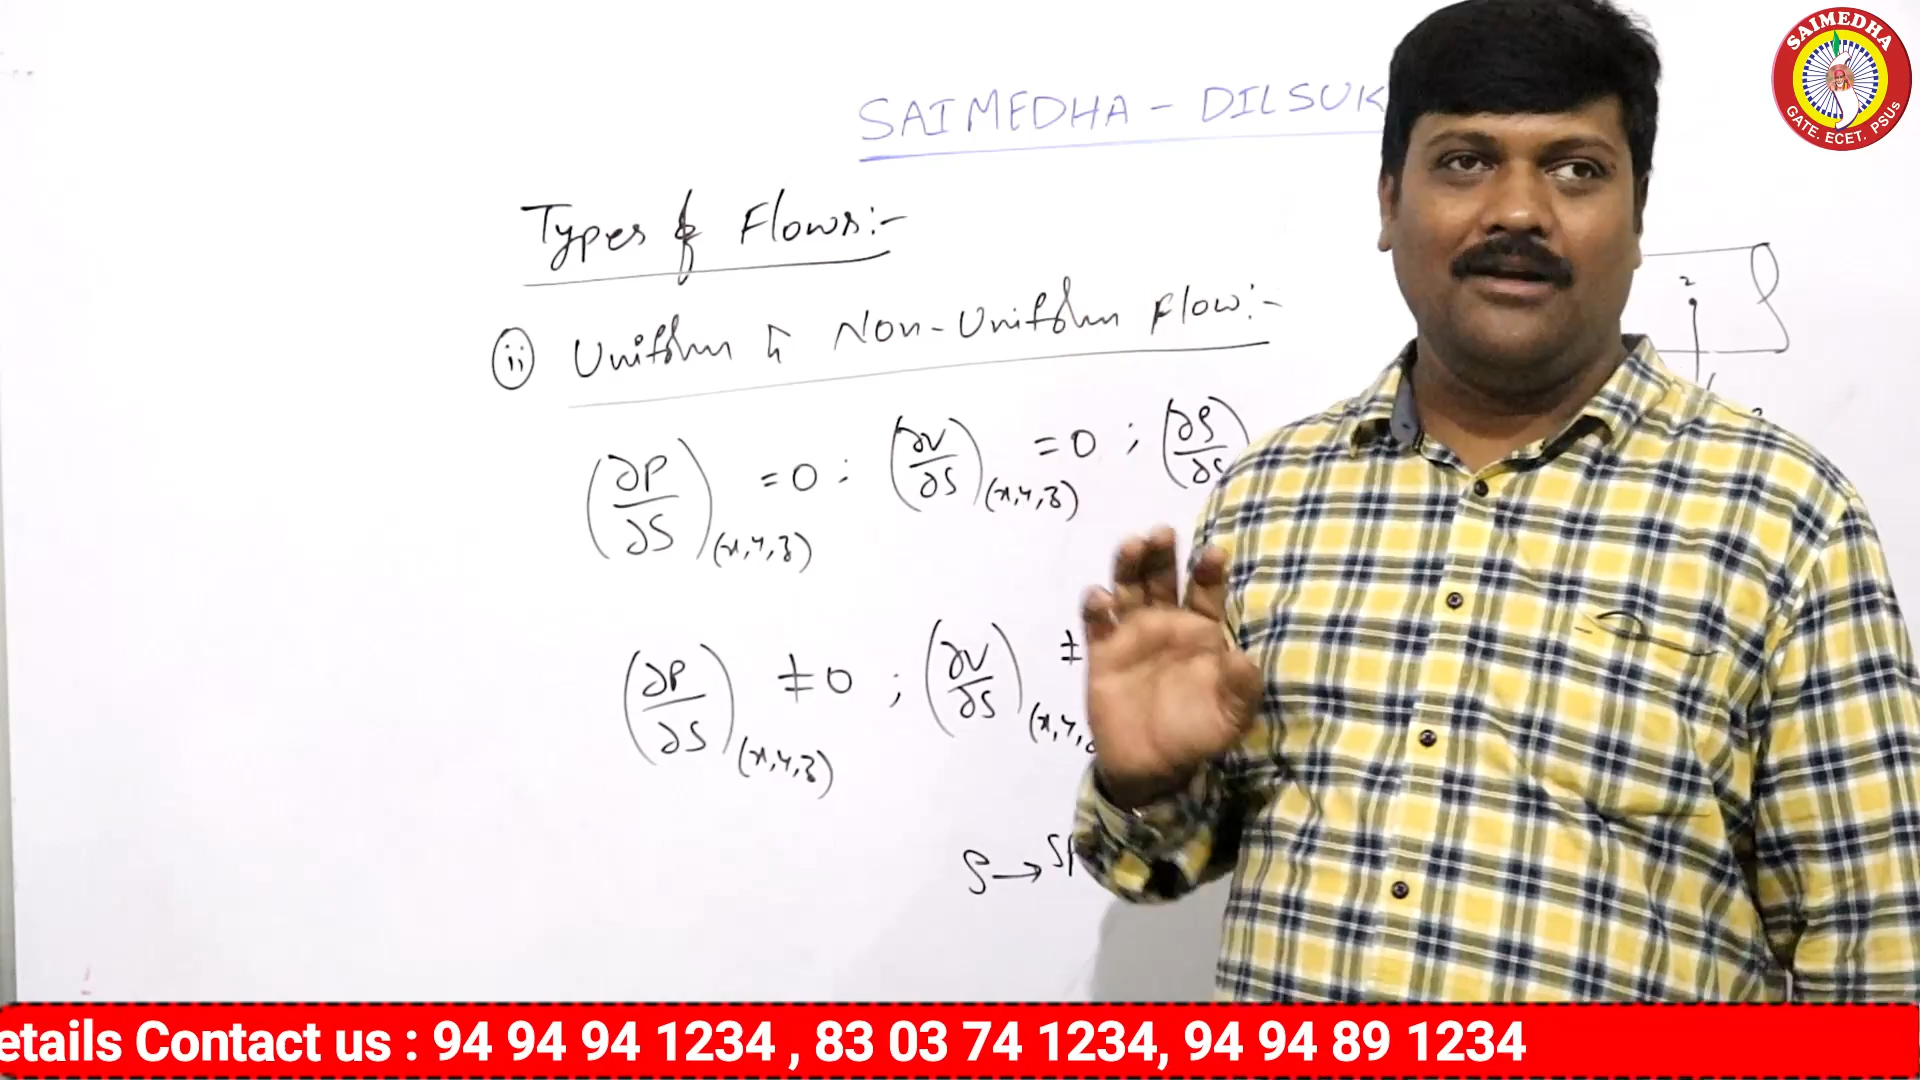 SAIMEDHA
GATE. ECET. PSUs
SAIMEDHA - DILSUK
Types of Flows:-
(ii) Uniform & Non-Uniform Flow:-
(∂P/∂S)(x,y,z) = 0 ; (∂V/∂S)(x,y,z) = 0 ; (∂ρ/∂S)
(∂P/∂S)(x,y,z) ≠ 0 ; (∂V/∂S)(x,y, ≠
2
etails Contact us : 94 94 94 1234 , 83 03 74 1234, 94 94 89 1234